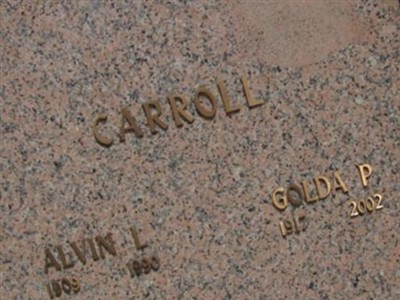 CARROLL
ALVIN L
1909 1990
GOLDA P
1917 2002